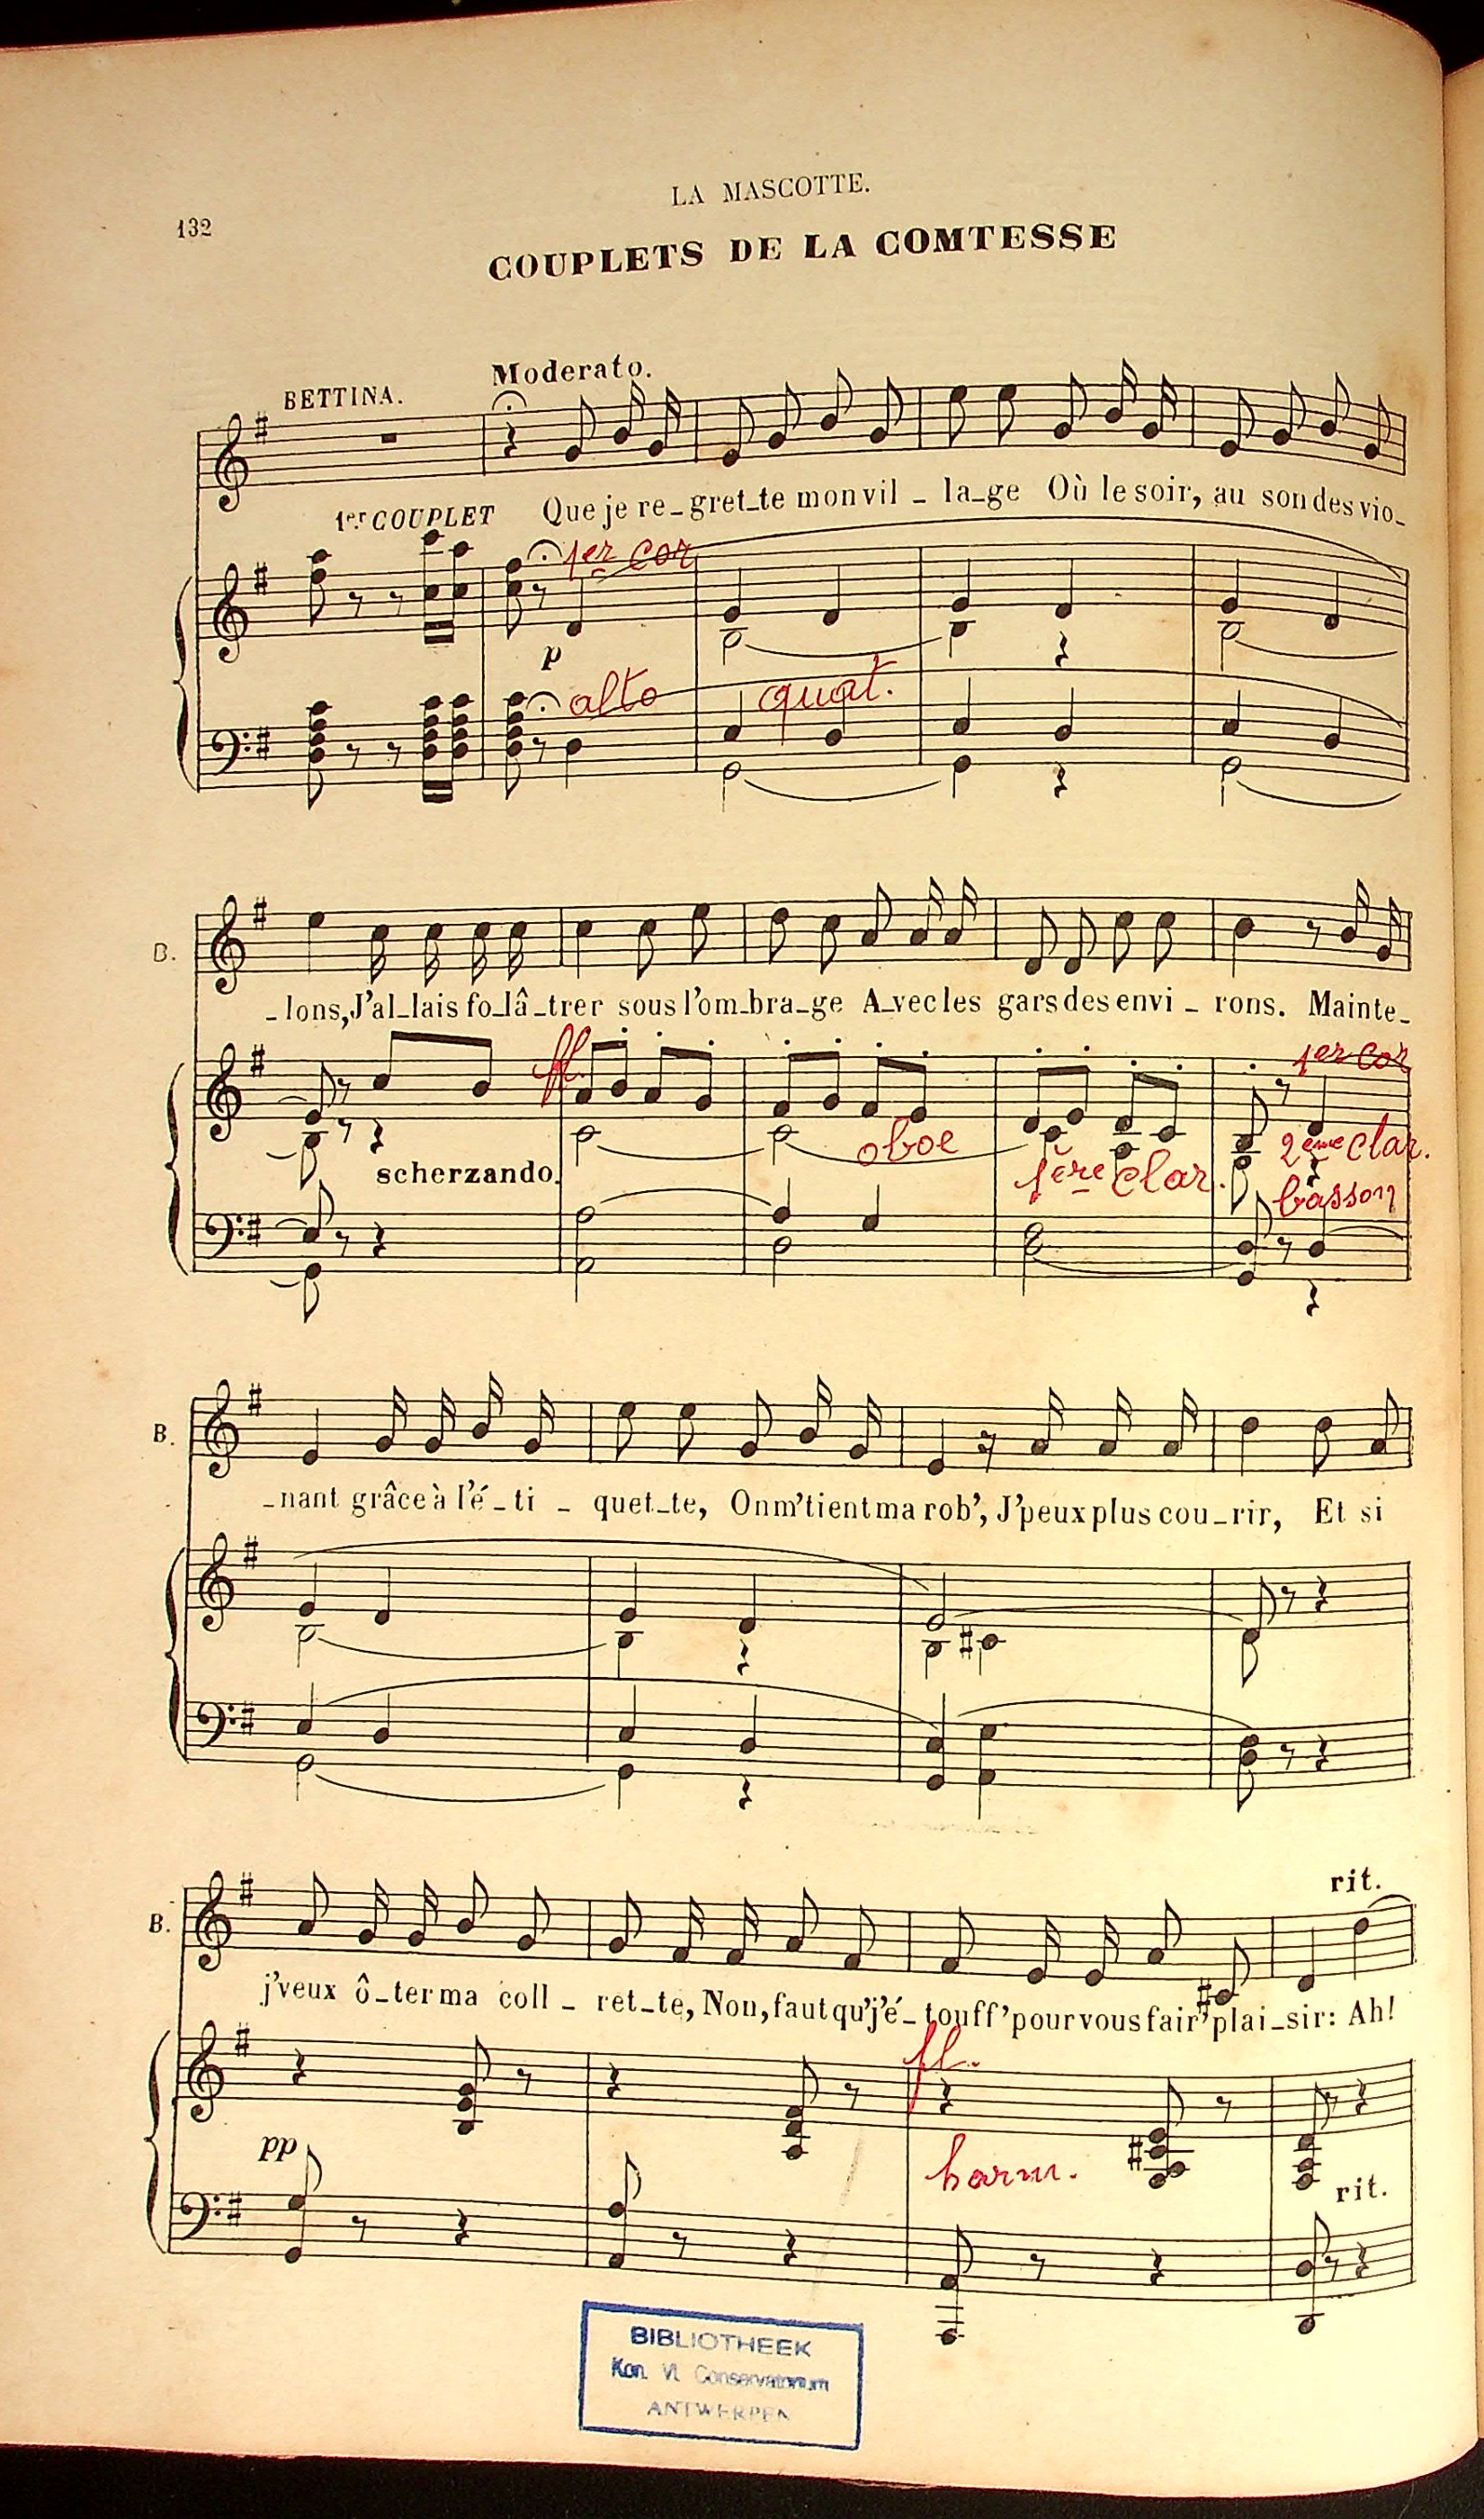 LA MASCOTTE.
132
COUPLETS DE LA COMTESSE
Moderato.
BETTINA.
1er COUPLET
Que je re_gret_te mon vil _ la_ge Où le soir, au son des vio_
1er cor
p
alto quat.
B.
_ lons, J'al_lais fo_lâ_trer sous l'om_bra_ge A_vec les gars des envi _ rons. Mainte_
fl.
1er cor
oboe
2ème clar.
scherzando.
1ère clar.
basson
B.
_nant grâce à l'é_ti _ quet_te, On m'tient ma rob', J'peux plus cou_rir, Et si
rit.
B.
j'veux ô_ter ma coll _ ret_te, Non, faut qu'j'é_touff' pour vous fair' plai_sir: Ah!
fl.
pp
harm.
rit.
BIBLIOTHEEK
Kon. Vl. Conservatorium
ANTWERPEN